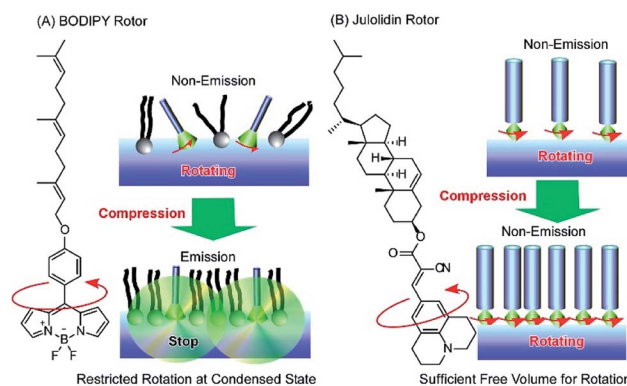 (A) BODIPY Rotor
Non-Emission
Rotating
Compression
Emission
Stop
O
N
+
N
B
-
F
F
Restricted Rotation at Condensed State
(B) Julolidin Rotor
Non-Emission
H
H
H
Rotating
Compression
Non-Emission
O
O
CN
N
Rotating
Sufficient Free Volume for Rotation